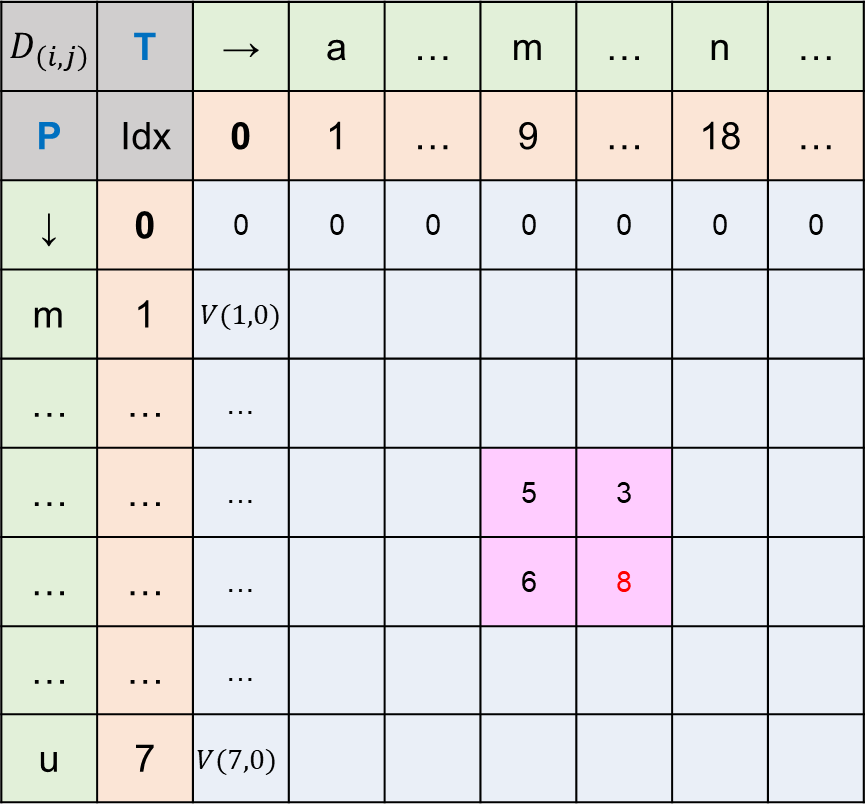 D(i,j) T → a … m … n …
P Idx 0 1 … 9 … 18 …
↓ 0 0 0 0 0 0 0 0
m 1 V(1,0)
… … …
… … … 5 3
… … … 6 8
… … …
u 7 V(7,0)